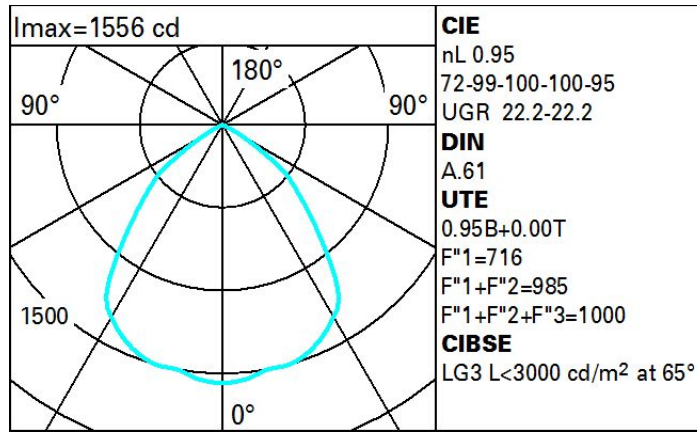 Imax=1556 cd
180°
90°
90°
1500
0°
CIE
nL 0.95
72-99-100-100-95
UGR 22.2-22.2
DIN
A.61
UTE
0.95B+0.00T
F"1=716
F"1+F"2=985
F"1+F"2+F"3=1000
CIBSE
LG3 L<3000 cd/m² at 65°